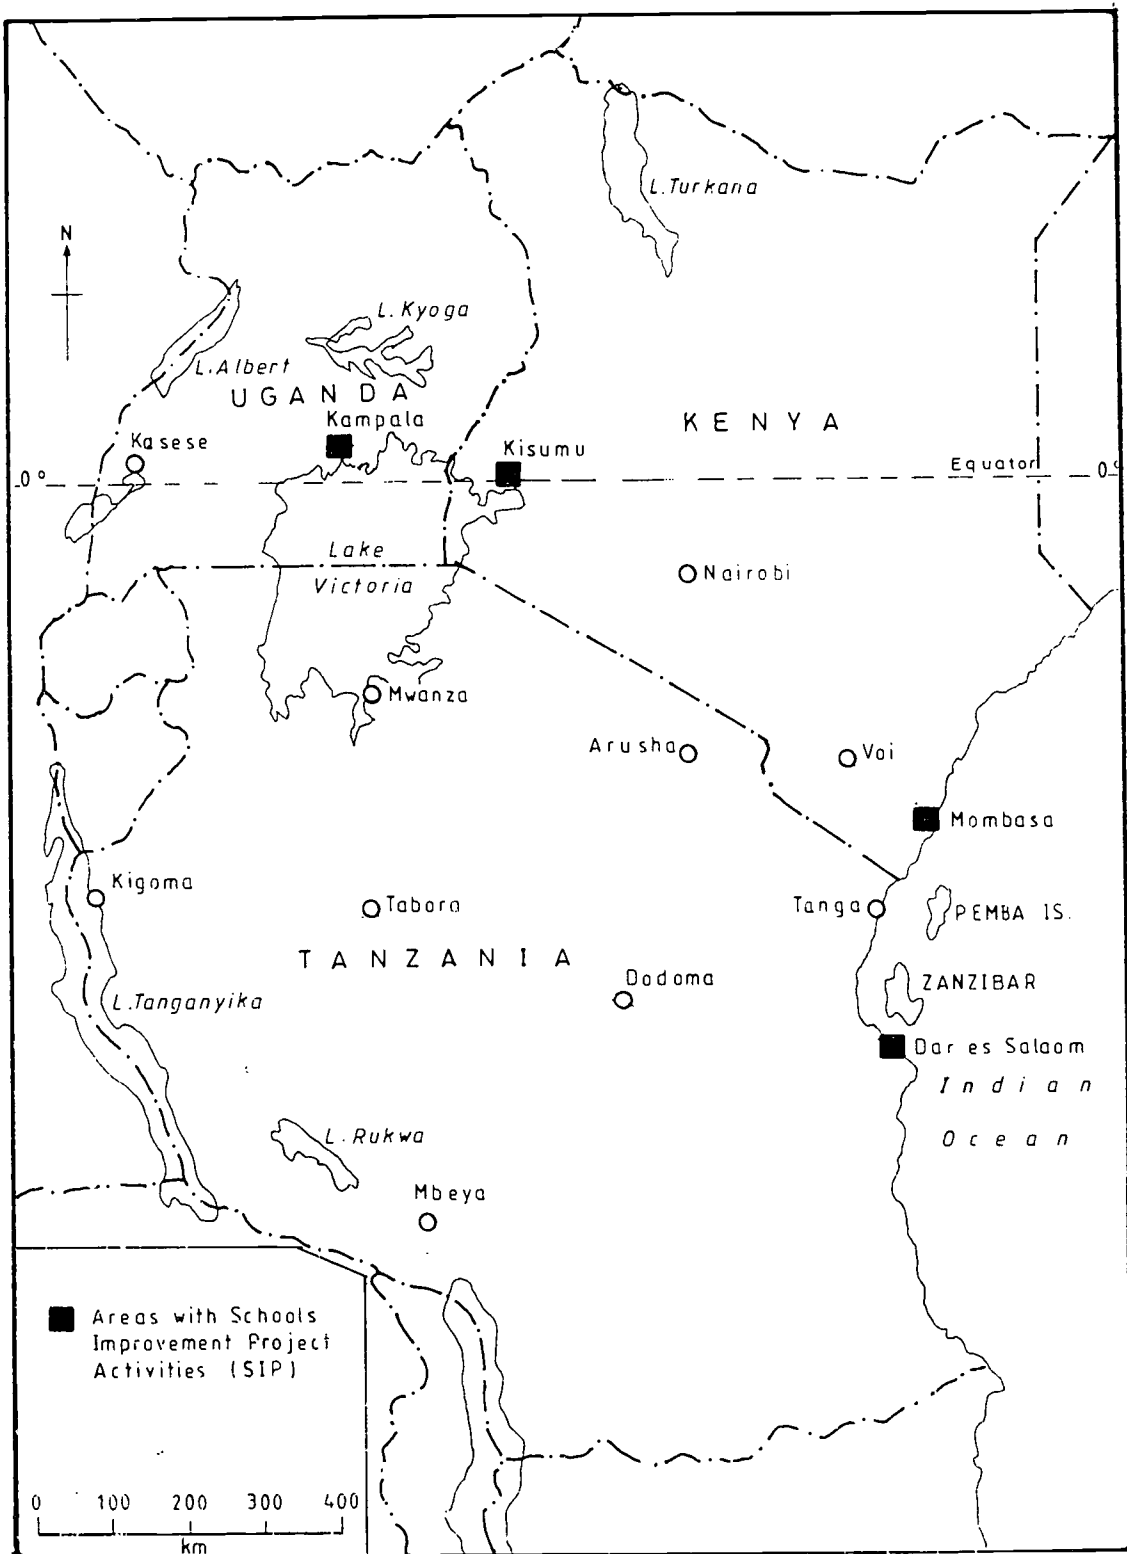 L.Turkana
N
L. Kyoga
L.Albert
UGANDA
KENYA
Kampala
Kasese
Kisumu
Equator
0°
0°
Lake
Victoria
Nairobi
Mwanza
Arusha
Voi
Mombasa
Kigoma
Tabora
Tanga
PEMBA IS.
TANZANIA
Dodoma
ZANZIBAR
L.Tanganyika
Dar es Salaam
Indian
Ocean
L. Rukwa
Mbeya
Areas with Schools
Improvement Project
Activities (SIP)
0 100 200 300 400
km